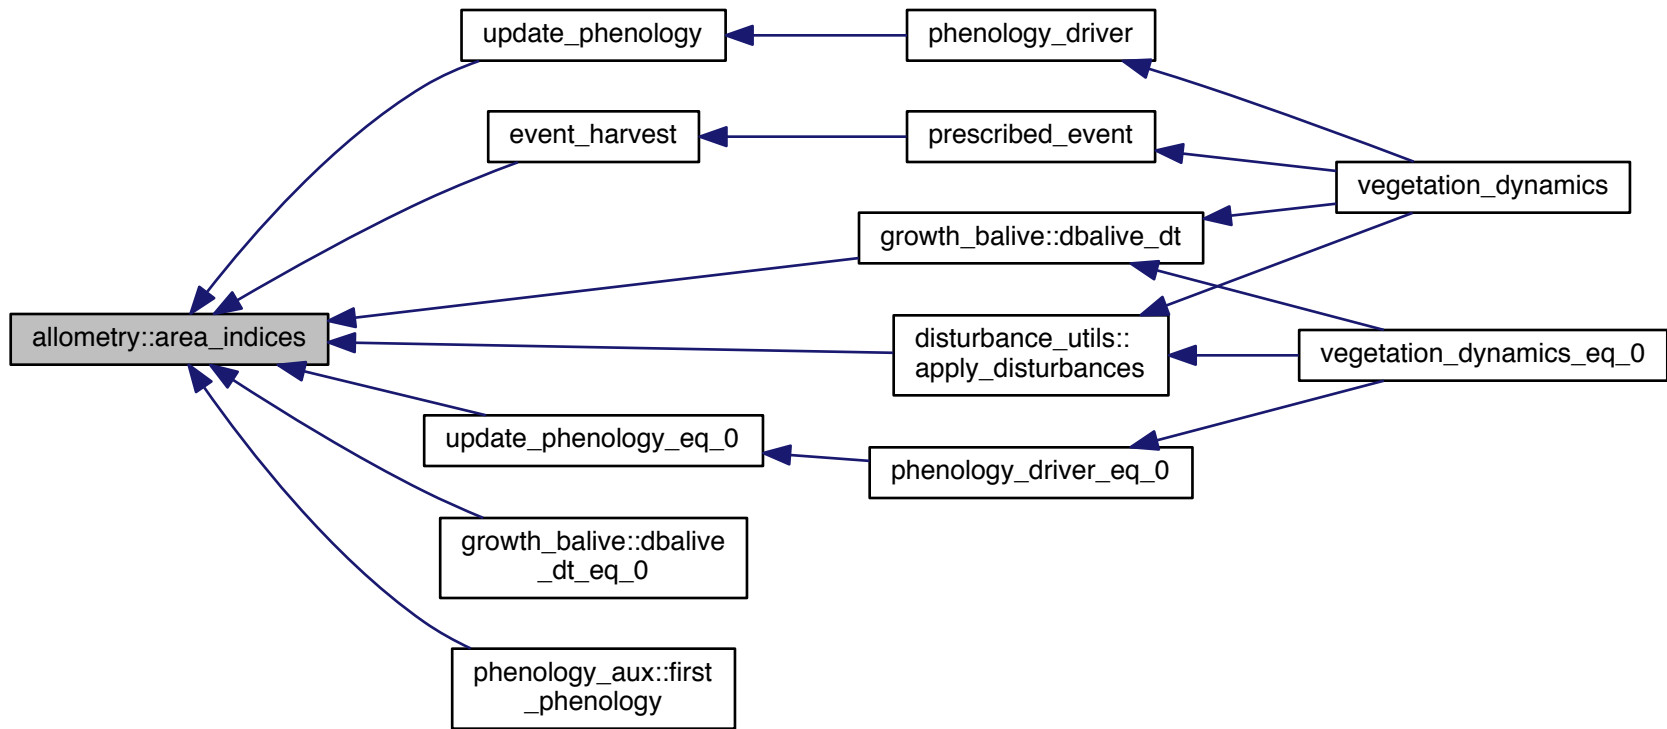 update_phenology
phenology_driver
event_harvest
prescribed_event
vegetation_dynamics
growth_balive::dbalive_dt
allometry::area_indices
disturbance_utils::
apply_disturbances
vegetation_dynamics_eq_0
update_phenology_eq_0
phenology_driver_eq_0
growth_balive::dbalive
_dt_eq_0
phenology_aux::first
_phenology